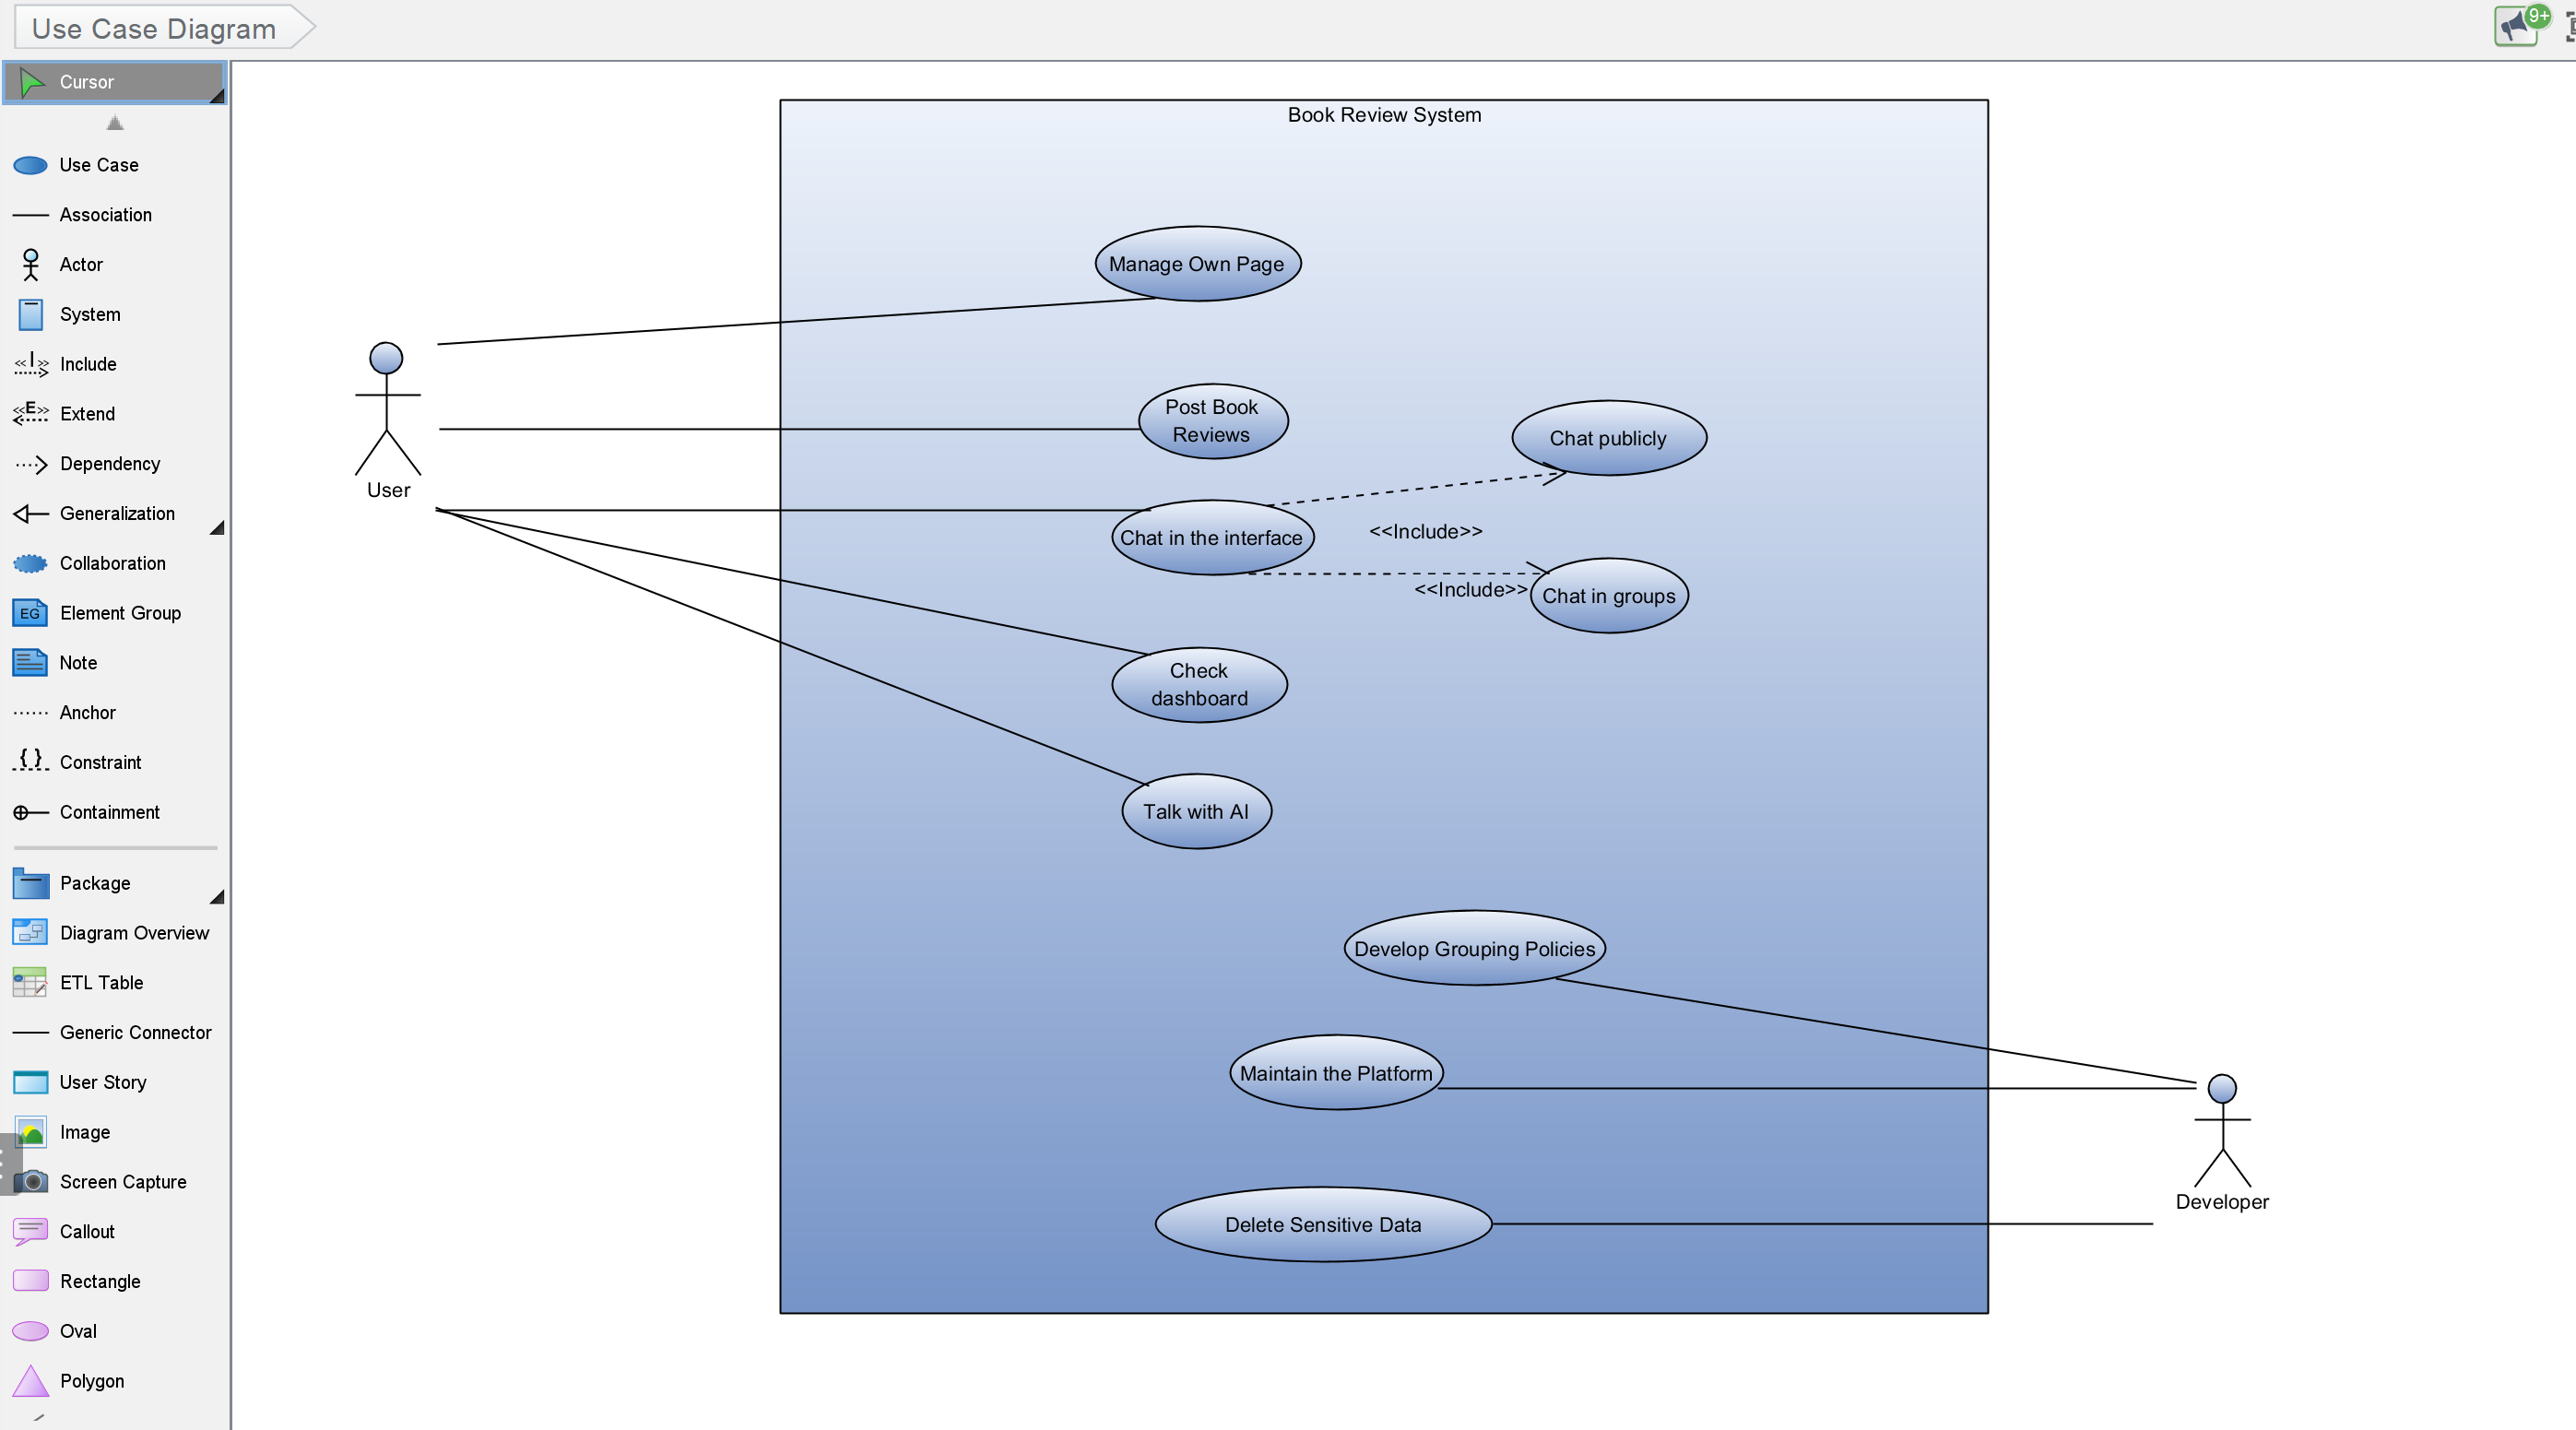 Use Case Diagram
9+
Cursor
Use Case
Association
Actor
System
<<I>>
Include
<<E>>
Extend
Dependency
Generalization
Collaboration
EG
Element Group
Note
Anchor
{}
Constraint
Containment
Package
Diagram Overview
ETL Table
Generic Connector
User Story
Image
Screen Capture
Callout
Rectangle
Oval
Polygon
Book Review System
Manage Own Page
User
Post Book
Reviews
Chat publicly
Chat in the interface
<<Include>>
<<Include>>
Chat in groups
Check
dashboard
Talk with AI
Develop Grouping Policies
Maintain the Platform
Developer
Delete Sensitive Data